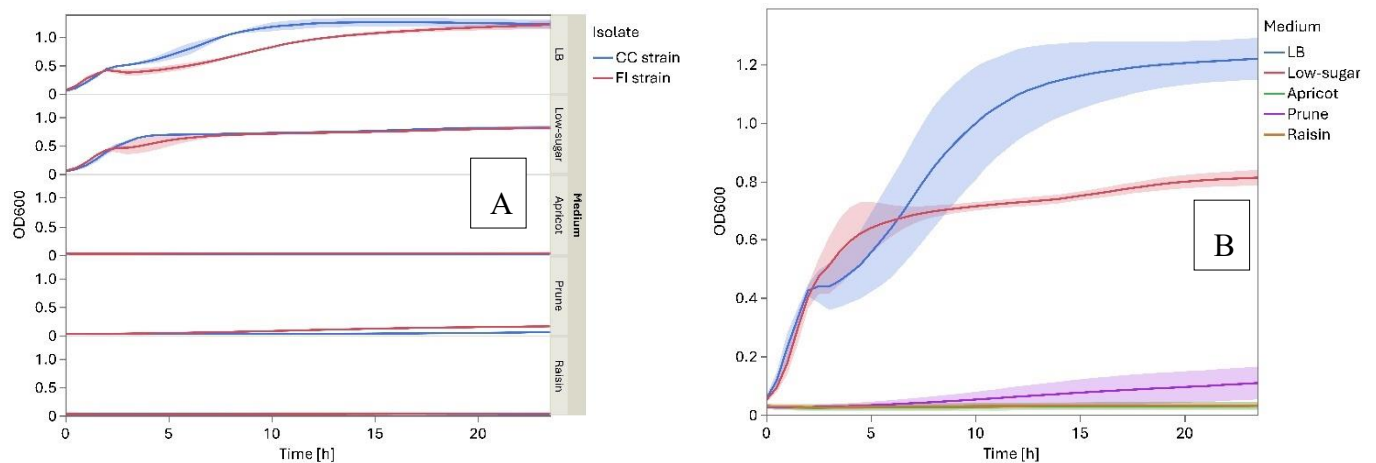 OD600
1.0
0.5
0
1.0
0.5
0
1.0
0.5
0
1.0
0.5
0
1.0
0.5
0
0
5
10
15
20
Time [h]
LB
Low-sugar
Apricot
Prune
Raisin
Medium
A
Isolate
CC strain
FI strain
OD600
1.2
1.0
0.8
0.6
0.4
0.2
0
0
5
10
15
20
Time [h]
B
Medium
LB
Low-sugar
Apricot
Prune
Raisin